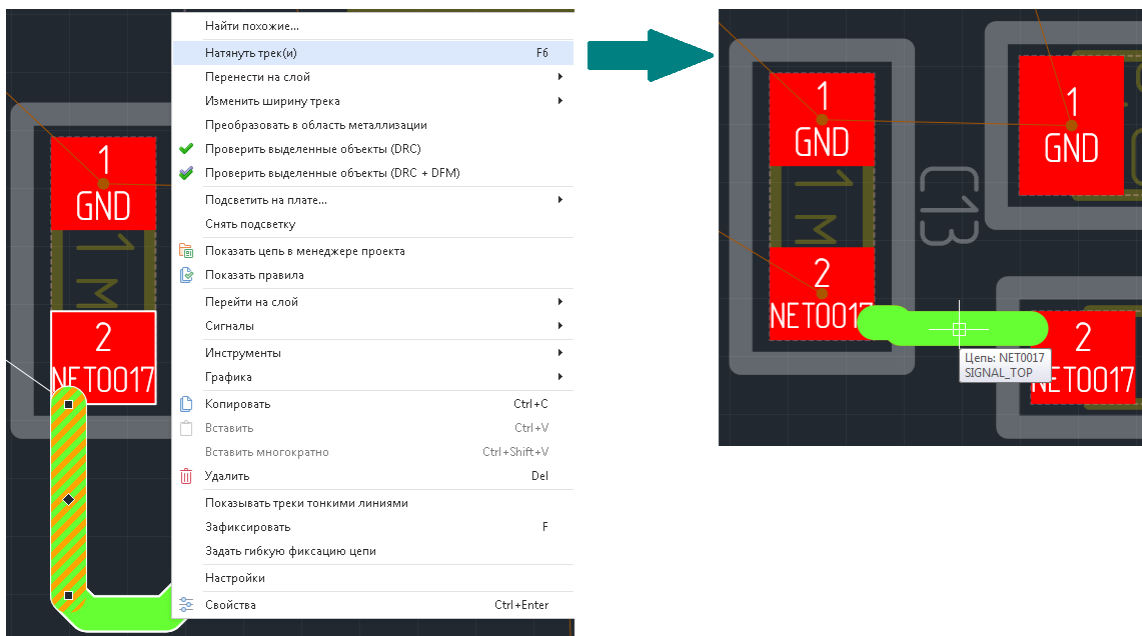 Найти похожие...
Натянуть трек(и) F6
Перенести на слой
Изменить ширину трека
Преобразовать в область металлизации
Проверить выделенные объекты (DRC)
Проверить выделенные объекты (DRC + DFM)
Подсветить на плате...
Снять подсветку
Показать цепь в менеджере проекта
Показать правила
Перейти на слой
Сигналы
Инструменты
Графика
Копировать Ctrl+C
Вставить Ctrl+V
Вставить многократно Ctrl+Shift+V
Удалить Del
Показывать треки тонкими линиями
Зафиксировать F
Задать гибкую фиксацию цепи
Настройки
Свойства Ctrl+Enter
1
GND
1M
2
NET0017
1
GND
1M
2
NET0017
C13
1
GND
2
NET0017
Цепь: NET0017
SIGNAL_TOP